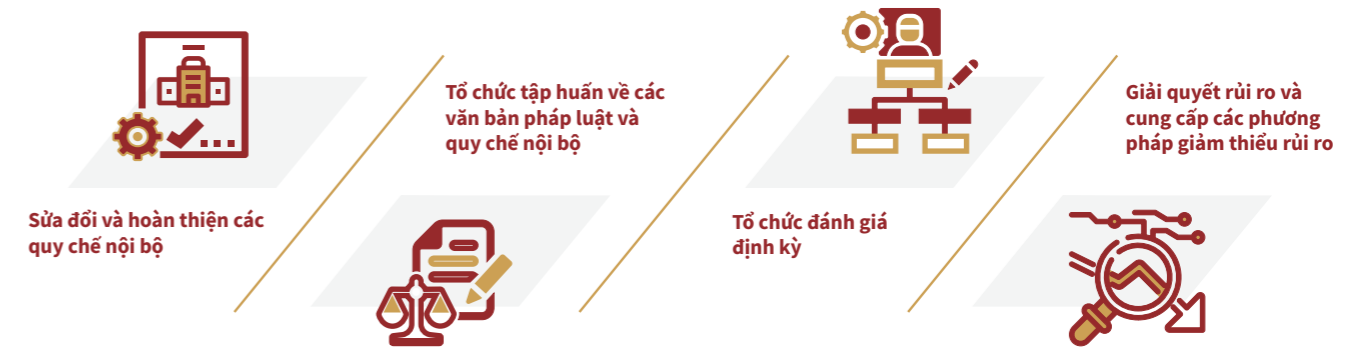 Sửa đổi và hoàn thiện các
quy chế nội bộ
Tổ chức tập huấn về các
văn bản pháp luật và
quy chế nội bộ
Tổ chức đánh giá
định kỳ
Giải quyết rủi ro và
cung cấp các phương
pháp giảm thiểu rủi ro